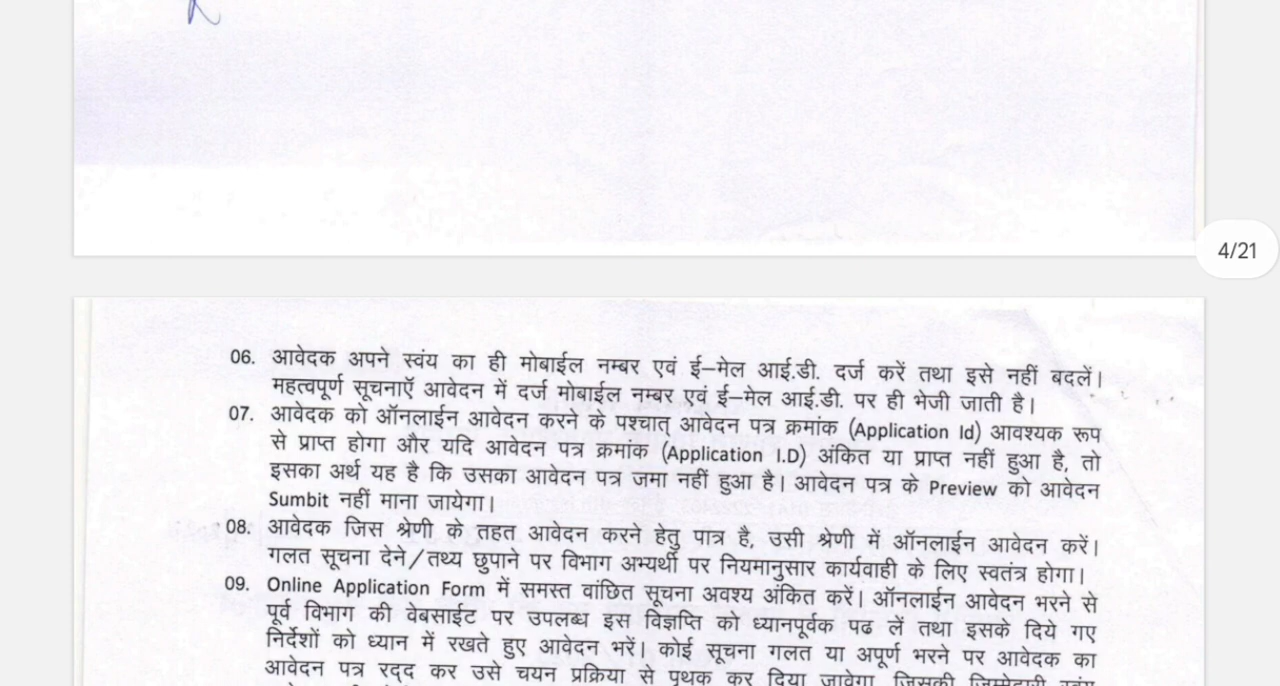 4/21
06. आवेदक अपने स्वंय का ही मोबाईल नम्बर एवं ई–मेल आई.डी. दर्ज करें तथा इसे नहीं बदलें।
महत्वपूर्ण सूचनाऐं आवेदन में दर्ज मोबाईल नम्बर एवं ई–मेल आई.डी. पर ही भेजी जाती है।
07. आवेदक को ऑनलाईन आवेदन करने के पश्चात् आवेदन पत्र क्रमांक (Application Id) आवश्यक रूप
से प्राप्त होगा और यदि आवेदन पत्र क्रमांक (Application I.D) अंकित या प्राप्त नहीं हुआ है, तो
इसका अर्थ यह है कि उसका आवेदन पत्र जमा नहीं हुआ है। आवेदन पत्र के Preview को आवेदन
Sumbit नहीं माना जायेगा।
08. आवेदक जिस श्रेणी के तहत आवेदन करने हेतु पात्र है, उसी श्रेणी में ऑनलाईन आवेदन करें।
गलत सूचना देने/तथ्य छुपाने पर विभाग अभ्यर्थी पर नियमानुसार कार्यवाही के लिए स्वतंत्र होगा।
09. Online Application Form में समस्त वांछित सूचना अवश्य अंकित करें। ऑनलाईन आवेदन भरने से
पूर्व विभाग की वेबसाईट पर उपलब्ध इस विज्ञप्ति को ध्यानपूर्वक पढ लें तथा इसके दिये गए
निर्देशों को ध्यान में रखते हुए आवेदन भरें। कोई सूचना गलत या अपूर्ण भरने पर आवेदक का
आवेदन पत्र रद्द कर उसे चयन प्रक्रिया से पृथक कर दिया जावेगा, जिसकी जिम्मेदारी स्वंय